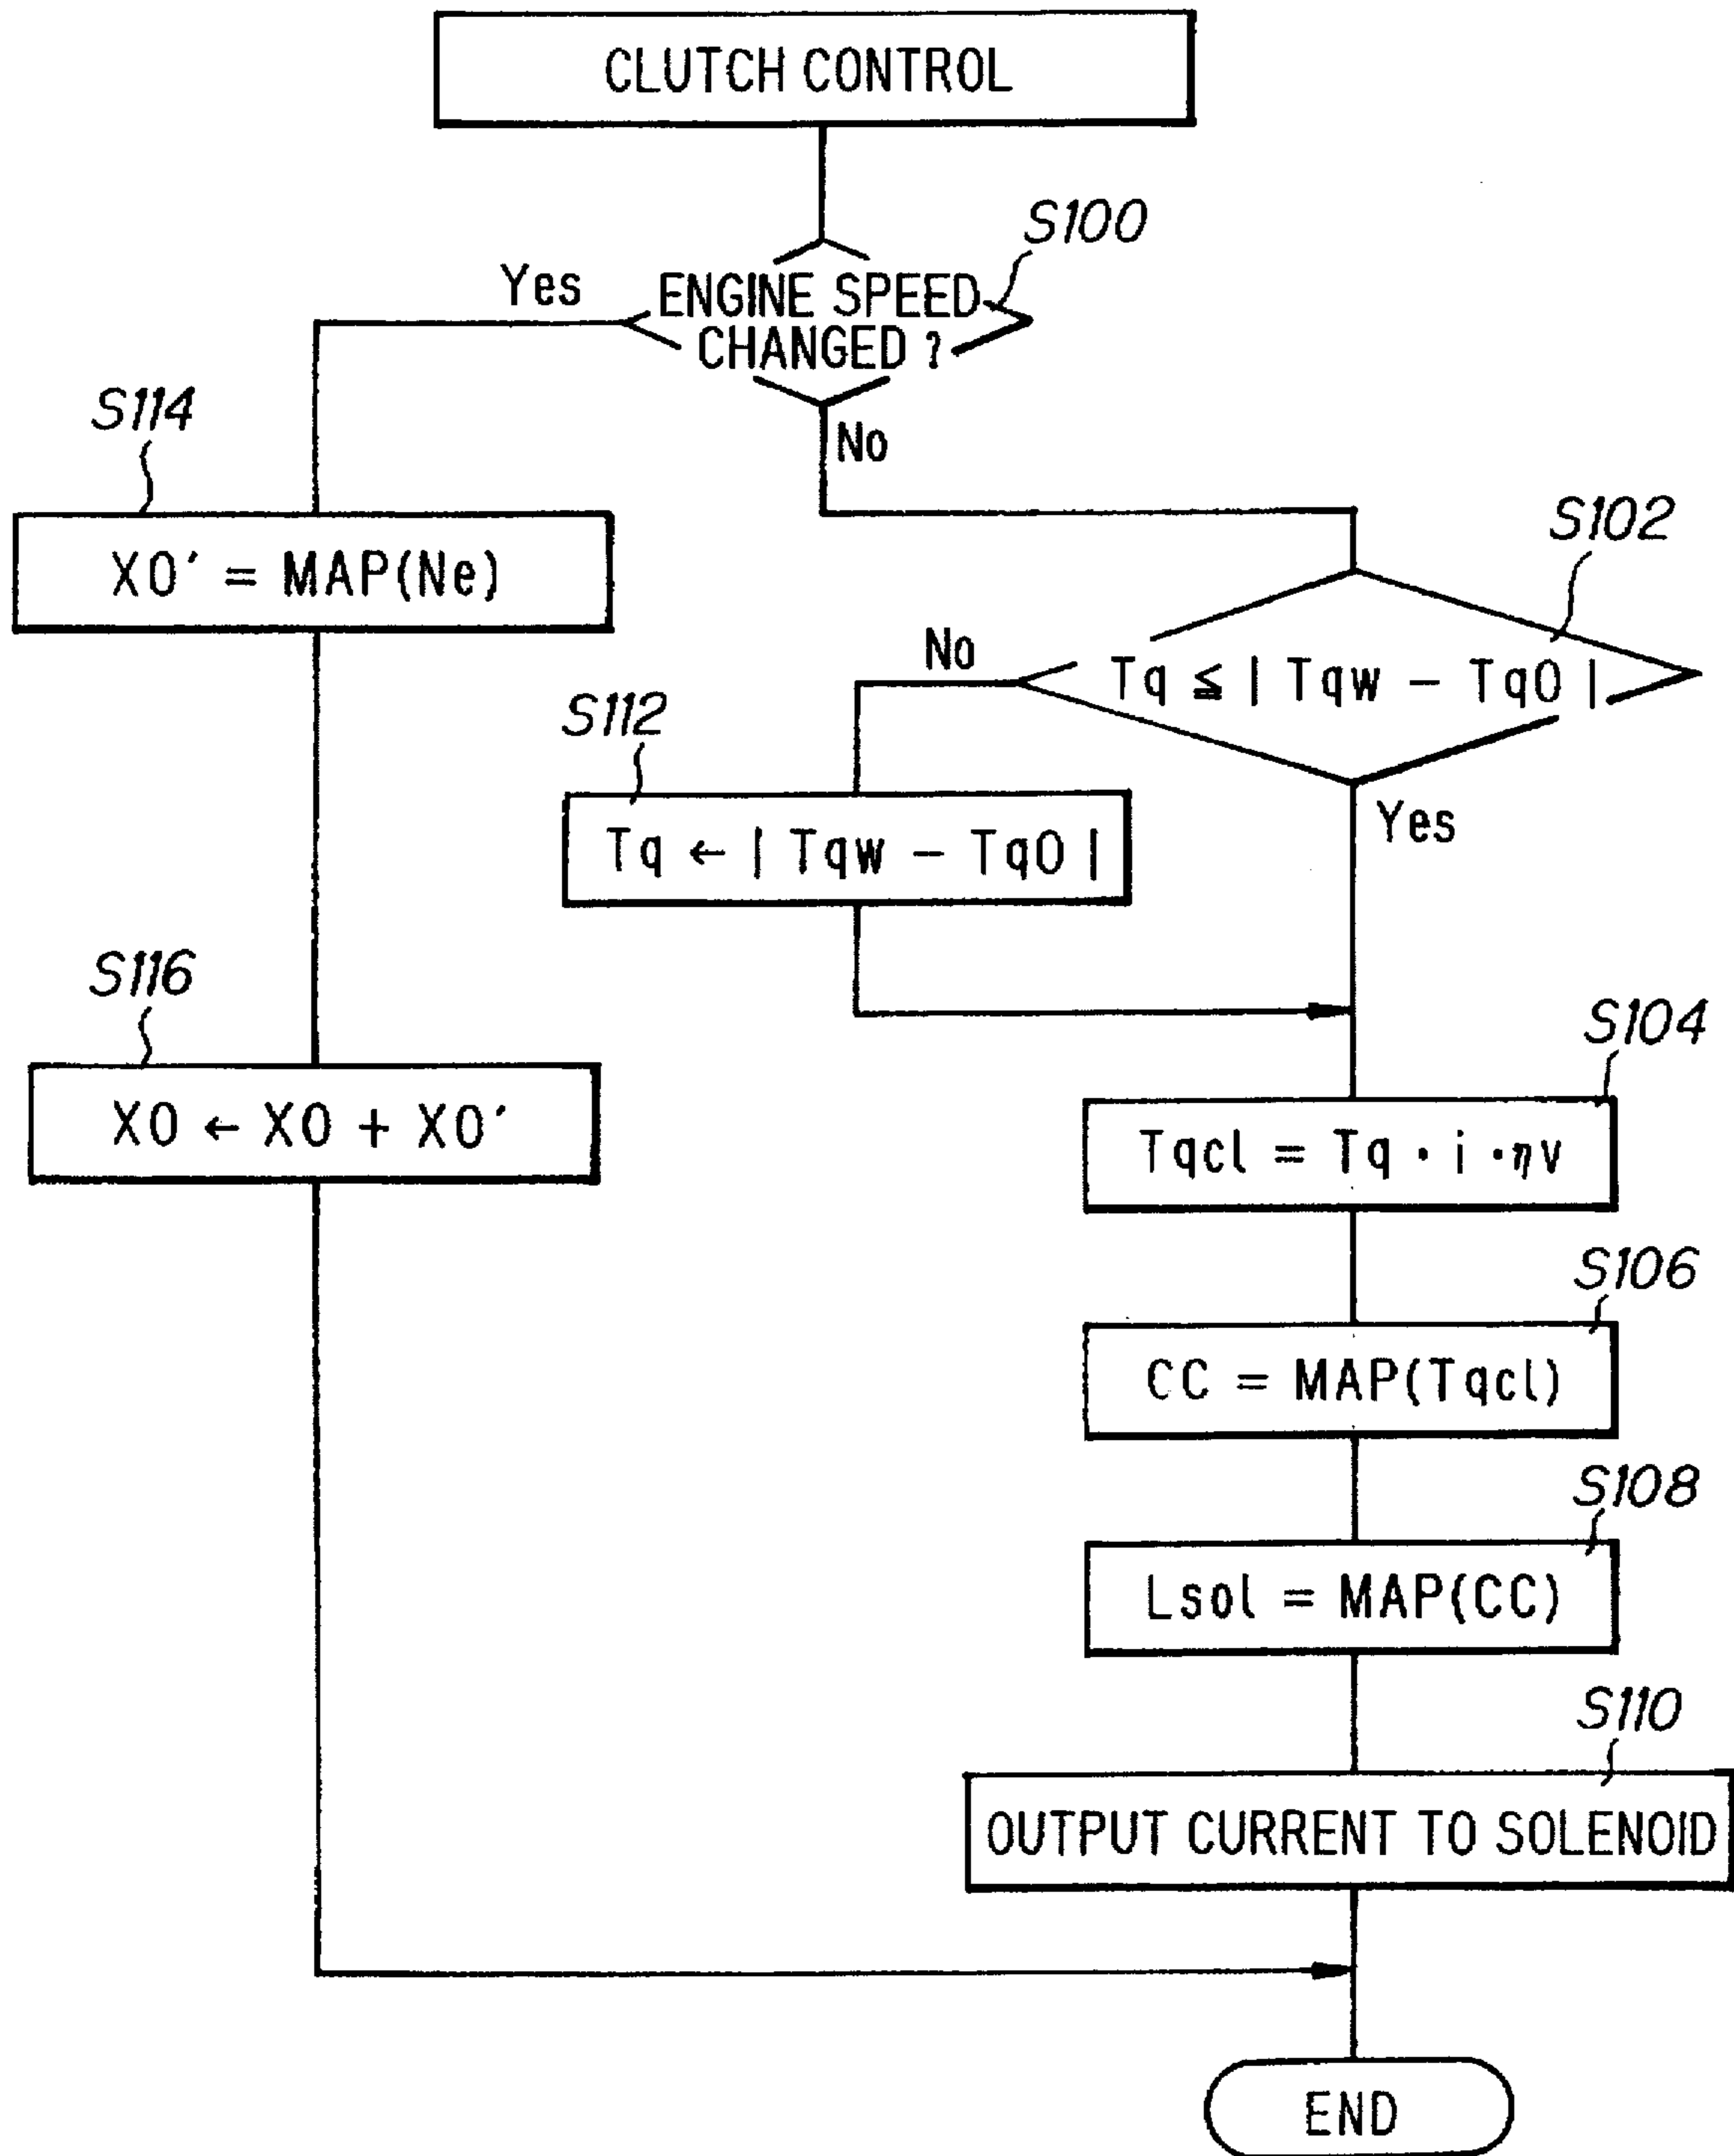 CLUTCH CONTROL
S100
Yes
ENGINE SPEED
CHANGED ?
No
S114
X0' = MAP(Ne)
S102
No
Tq ≦ | Tqw - Tq0 |
S112
Yes
Tq ← | Tqw - Tq0 |
S116
X0 ← X0 + X0'
S104
Tqcl = Tq · i · ηv
S106
CC = MAP(Tqcl)
S108
Lsol = MAP(CC)
S110
OUTPUT CURRENT TO SOLENOID
END